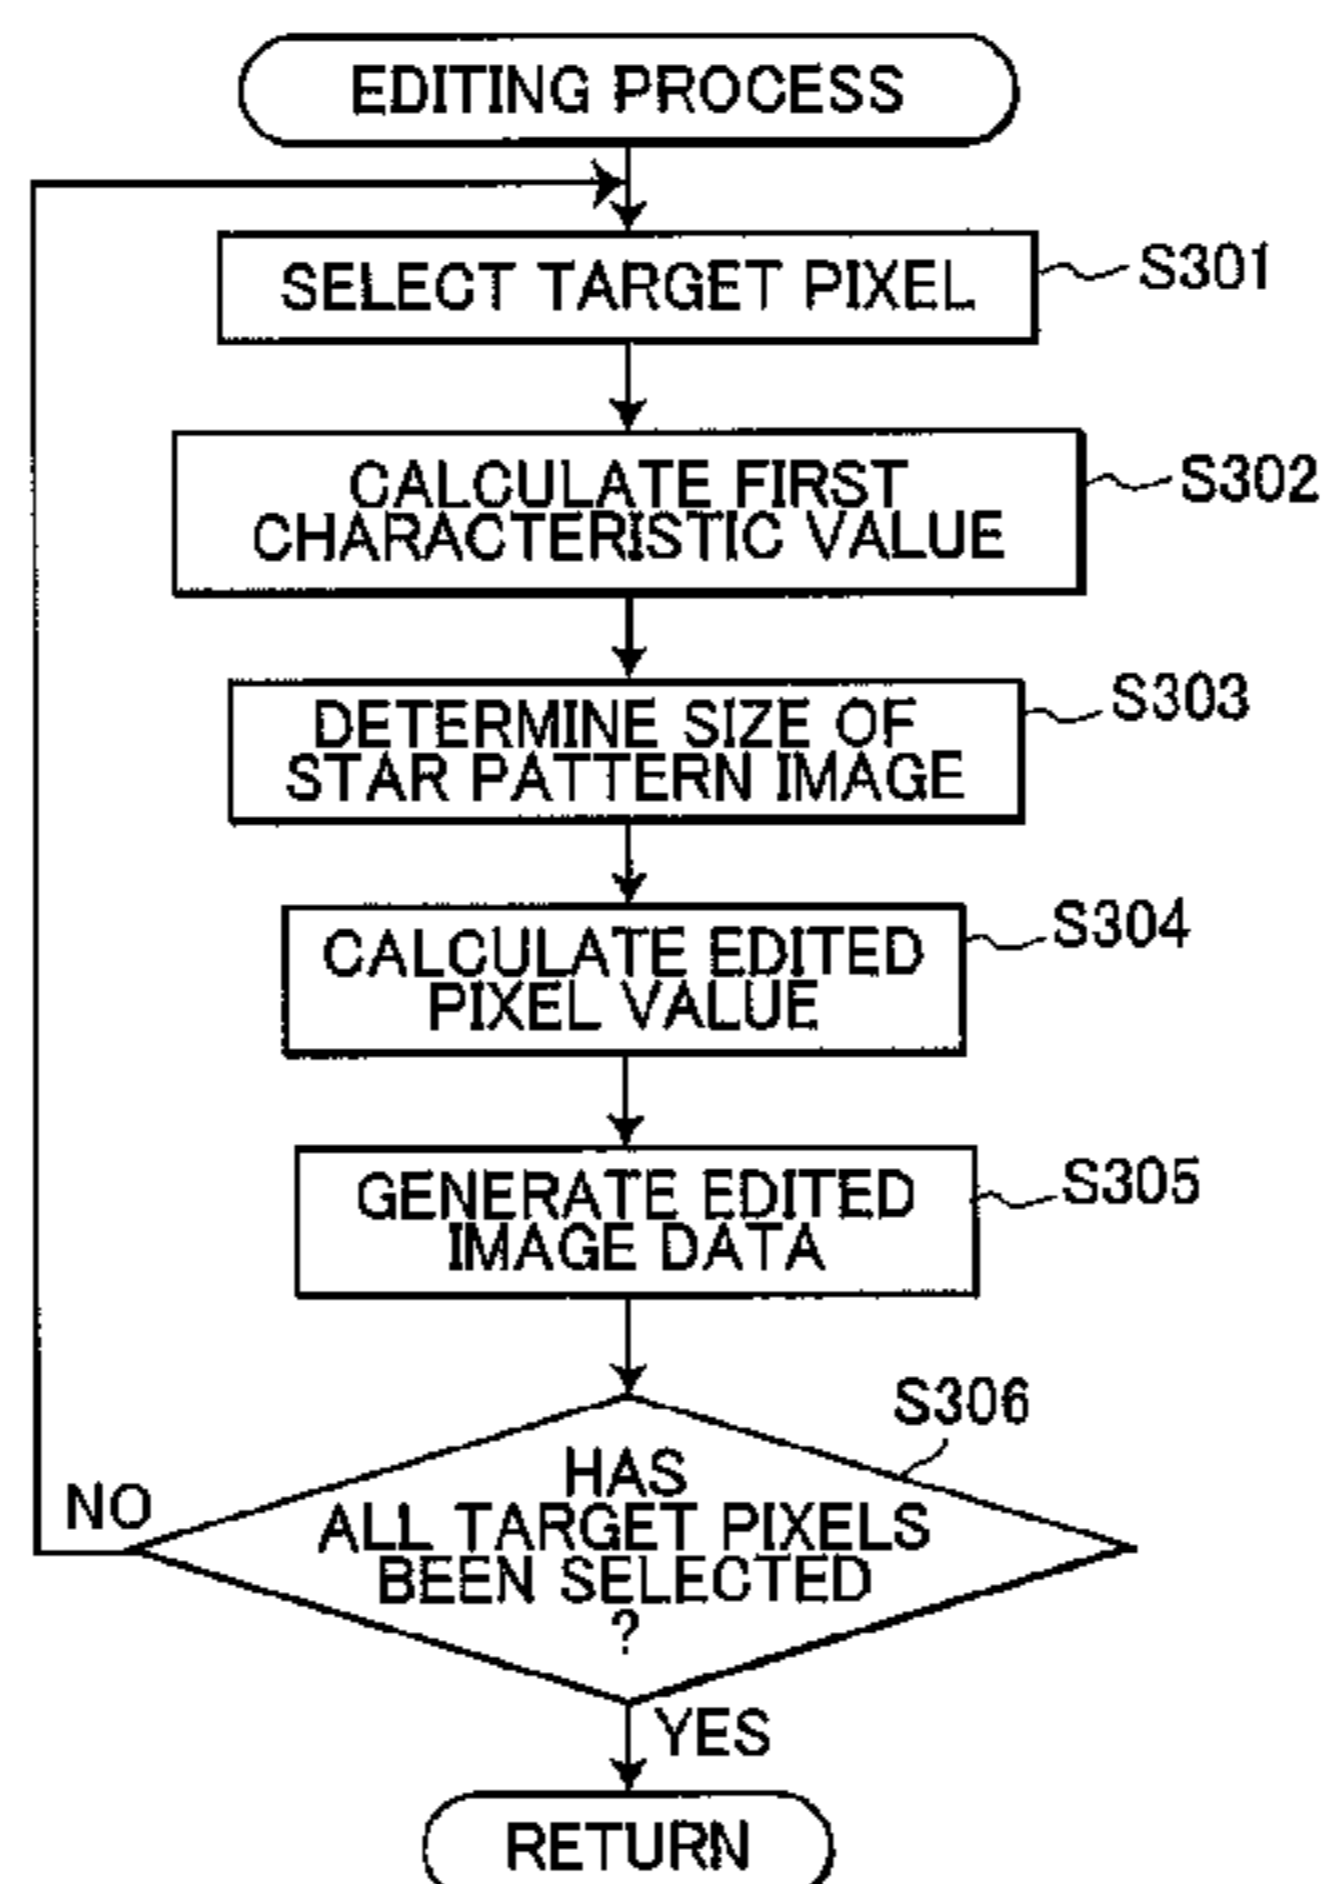 EDITING PROCESS
SELECT TARGET PIXEL
S301
CALCULATE FIRST
CHARACTERISTIC VALUE
S302
DETERMINE SIZE OF
STAR PATTERN IMAGE
S303
CALCULATE EDITED
PIXEL VALUE
S304
GENERATE EDITED
IMAGE DATA
S305
S306
HAS
ALL TARGET PIXELS
BEEN SELECTED
?
NO
YES
RETURN